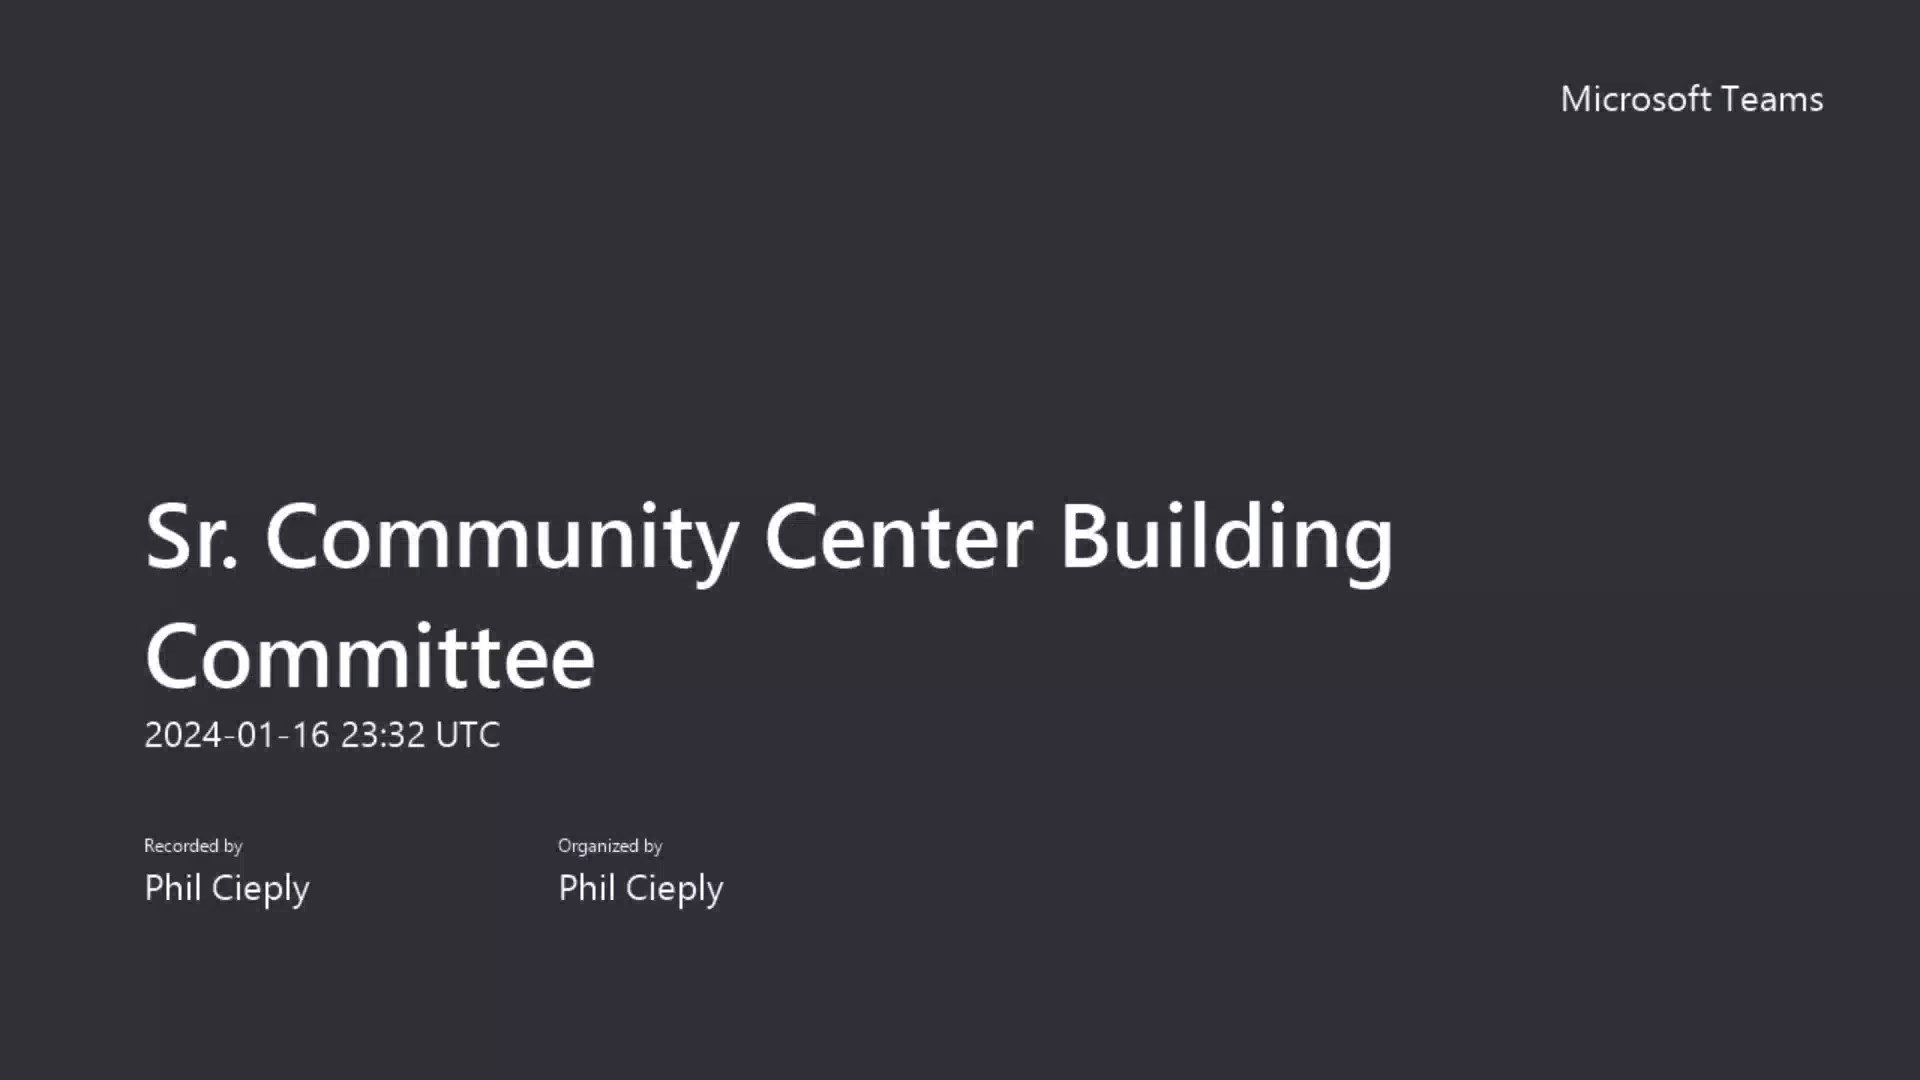 Microsoft Teams
Sr. Community Center Building
Committee
2024-01-16 23:32 UTC
Recorded by
Phil Cieply
Organized by
Phil Cieply